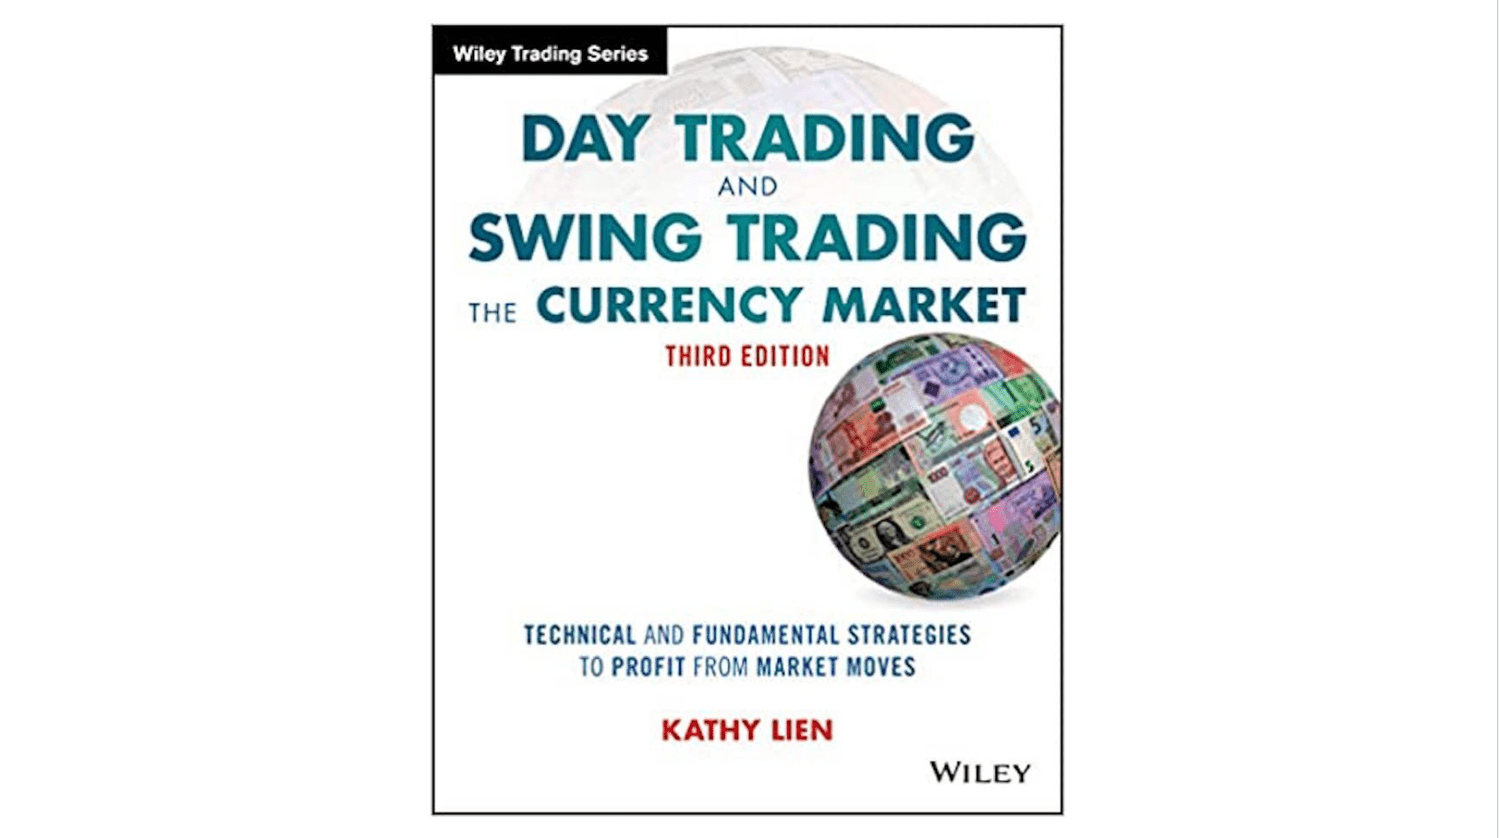 Wiley Trading Series
DAY TRADING
AND
SWING TRADING
THE CURRENCY MARKET
THIRD EDITION
TECHNICAL AND FUNDAMENTAL STRATEGIES
TO PROFIT FROM MARKET MOVES
KATHY LIEN
WILEY